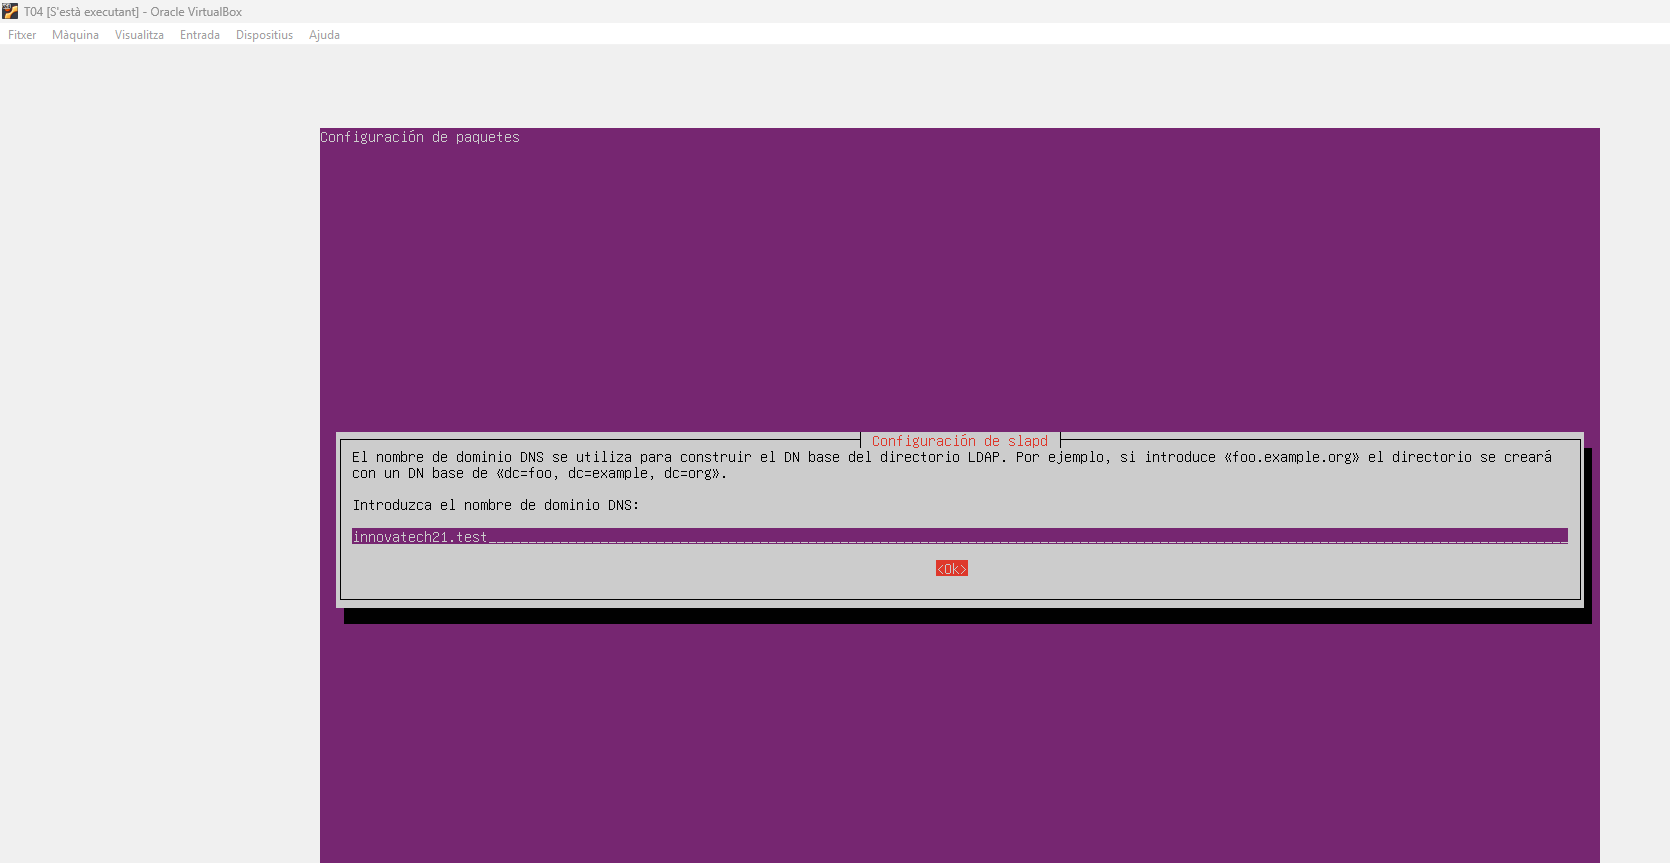 T04 [S'està executant] - Oracle VirtualBox
Fitxer Màquina Visualitza Entrada Dispositius Ajuda
Configuración de paquetes
Configuración de slapd
El nombre de dominio DNS se utiliza para construir el DN base del directorio LDAP. Por ejemplo, si introduce «foo.example.org» el directorio se creará
con un DN base de «dc=foo, dc=example, dc=org».
Introduzca el nombre de dominio DNS:
innovatech21.test
<Ok>